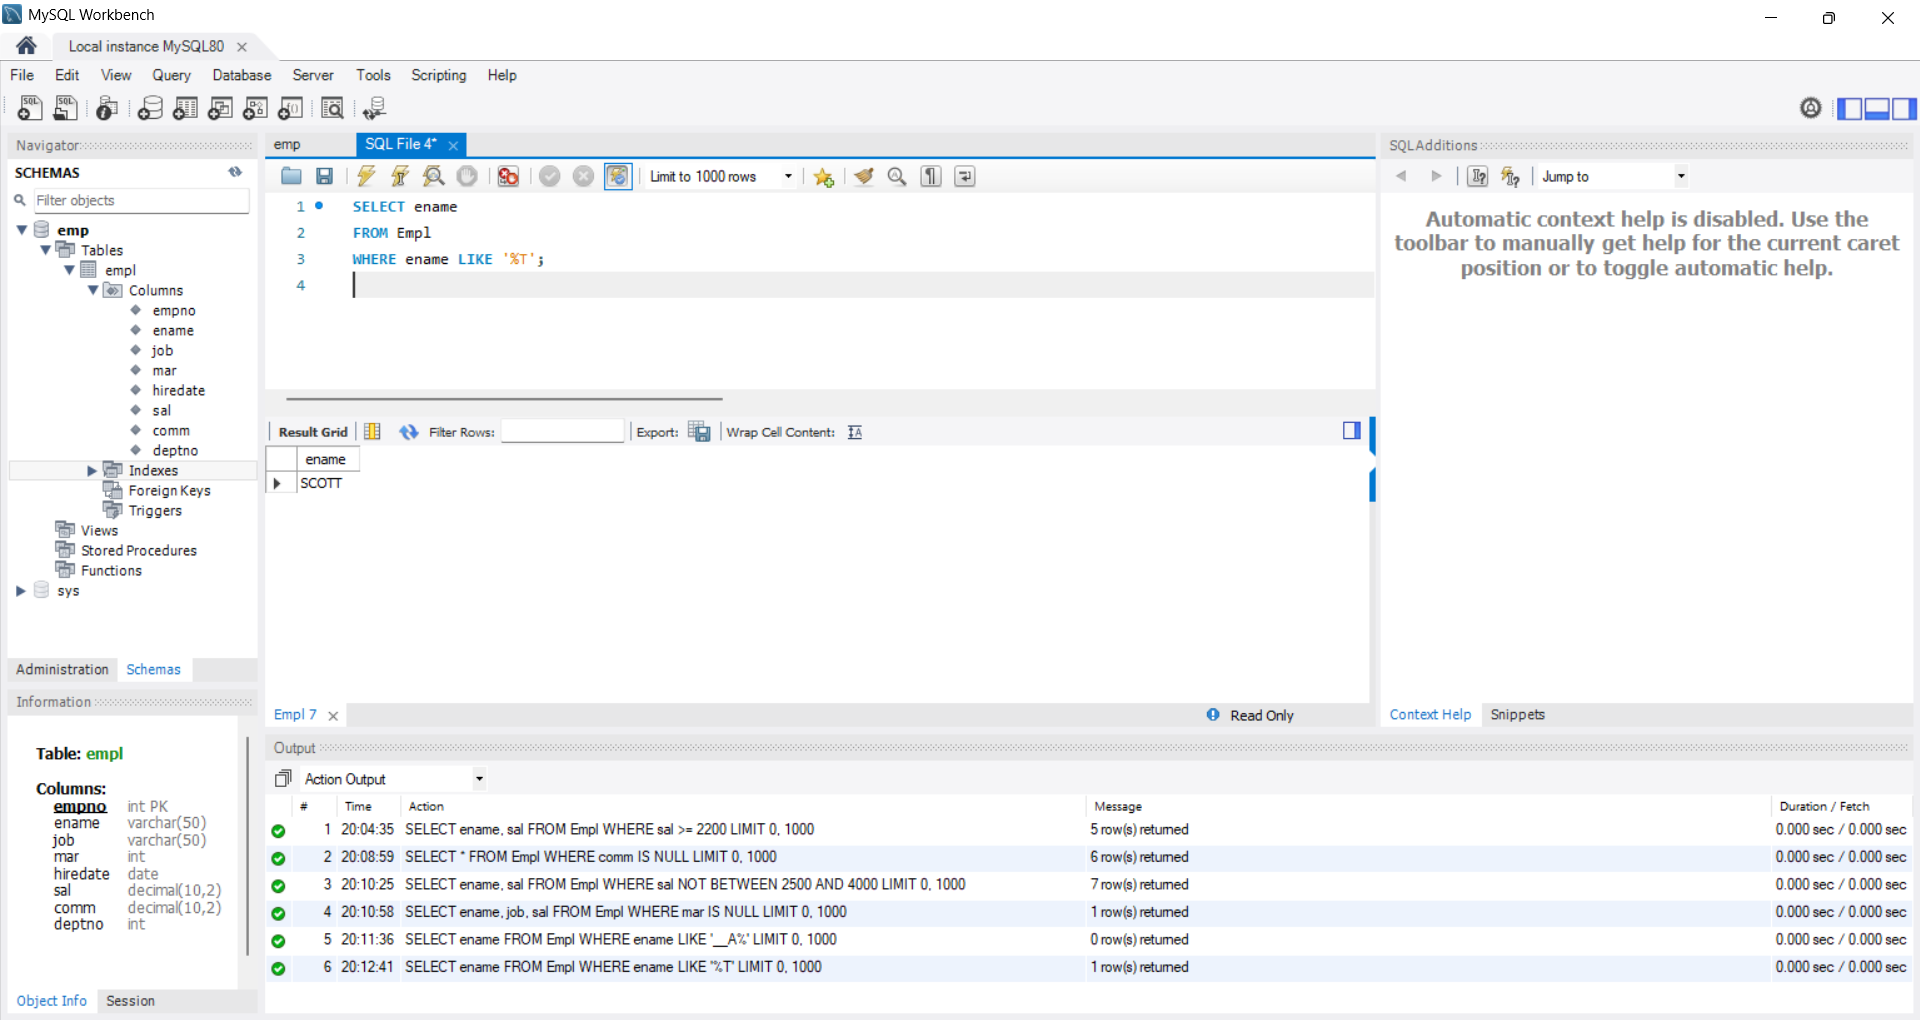 MySQL Workbench
Local instance MySQL80
File Edit View Query Database Server Tools Scripting Help
Navigator
SCHEMAS
Filter objects
emp
Tables
empl
Columns
empno
ename
job
mar
hiredate
sal
comm
deptno
Indexes
Foreign Keys
Triggers
Views
Stored Procedures
Functions
sys
Administration Schemas
Information
Table: empl
Columns:
empno int PK
ename varchar(50)
job varchar(50)
mar int
hiredate date
sal decimal(10,2)
comm decimal(10,2)
deptno int
Object Info Session
emp SQL File 4*
Limit to 1000 rows
1 SELECT ename
2 FROM Empl
3 WHERE ename LIKE '%T';
4
Result Grid Filter Rows: Export: Wrap Cell Content:
ename
SCOTT
Empl 7 Read Only
SQLAdditions
Jump to
Automatic context help is disabled. Use the
toolbar to manually get help for the current caret
position or to toggle automatic help.
Context Help Snippets
Output
Action Output
# Time Action Message Duration / Fetch
1 20:04:35 SELECT ename, sal FROM Empl WHERE sal >= 2200 LIMIT 0, 1000 5 row(s) returned 0.000 sec / 0.000 sec
2 20:08:59 SELECT * FROM Empl WHERE comm IS NULL LIMIT 0, 1000 6 row(s) returned 0.000 sec / 0.000 sec
3 20:10:25 SELECT ename, sal FROM Empl WHERE sal NOT BETWEEN 2500 AND 4000 LIMIT 0, 1000 7 row(s) returned 0.000 sec / 0.000 sec
4 20:10:58 SELECT ename, job, sal FROM Empl WHERE mar IS NULL LIMIT 0, 1000 1 row(s) returned 0.000 sec / 0.000 sec
5 20:11:36 SELECT ename FROM Empl WHERE ename LIKE '__A%' LIMIT 0, 1000 0 row(s) returned 0.000 sec / 0.000 sec
6 20:12:41 SELECT ename FROM Empl WHERE ename LIKE '%T' LIMIT 0, 1000 1 row(s) returned 0.000 sec / 0.000 sec